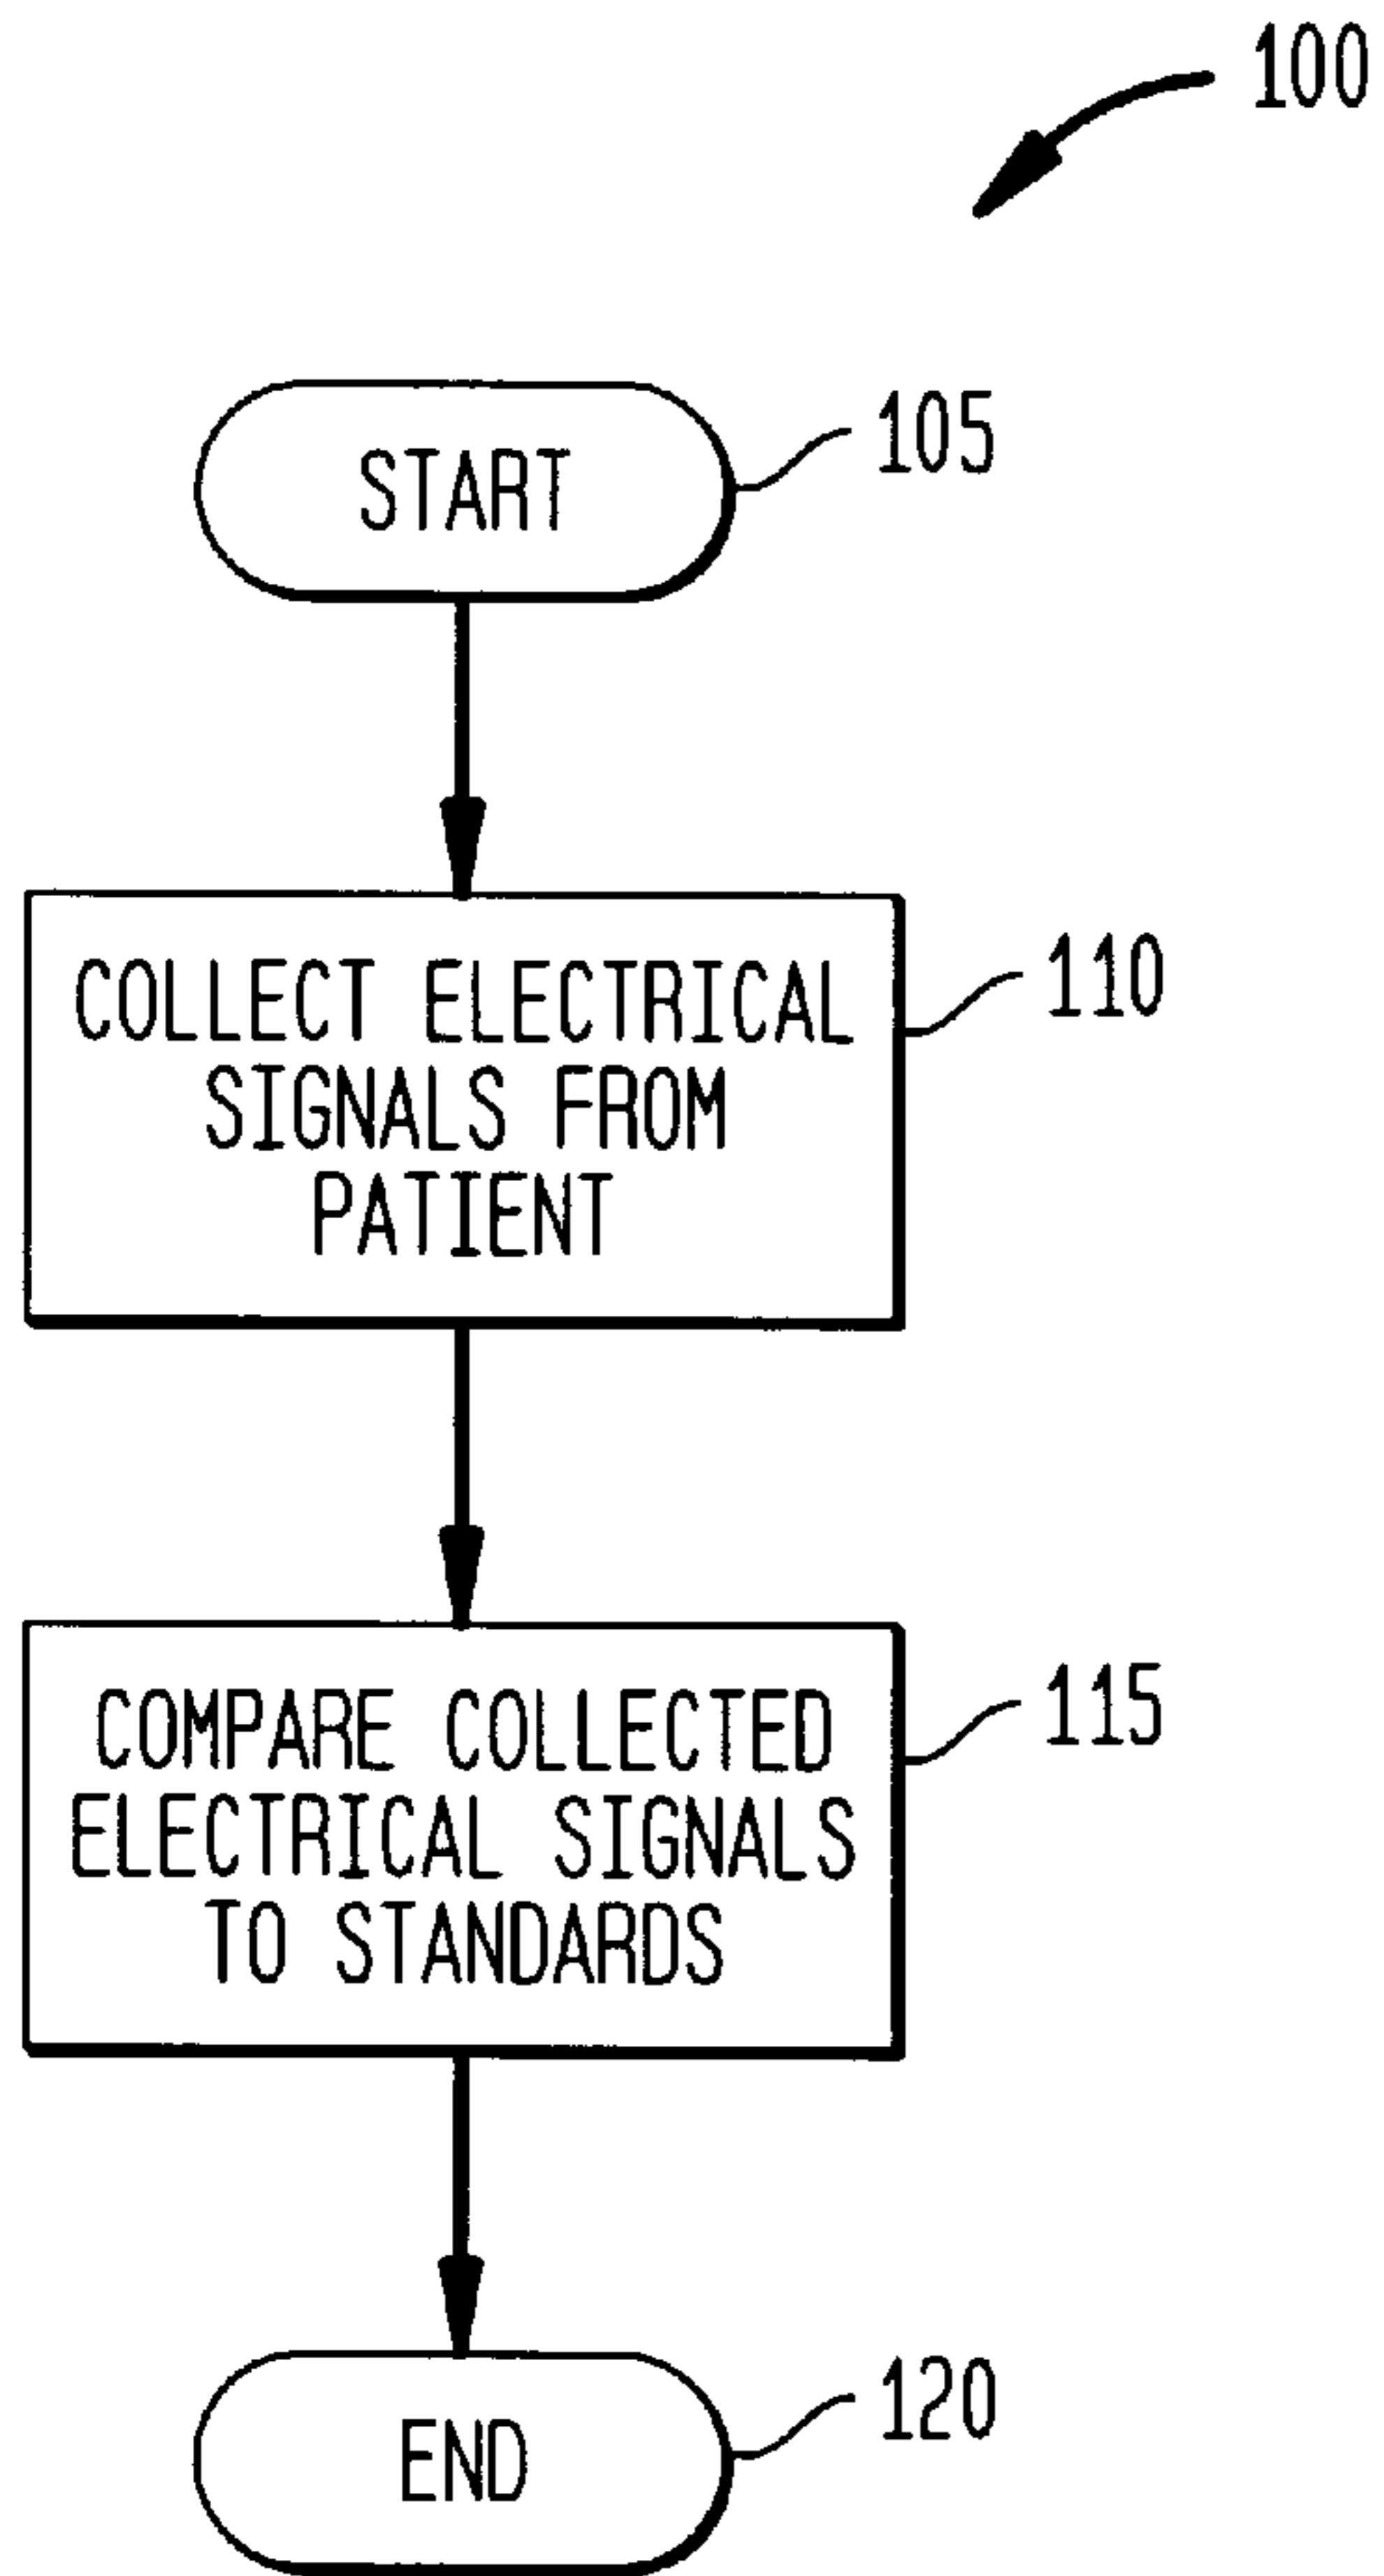 100
START
105
COLLECT ELECTRICAL
SIGNALS FROM
PATIENT
110
COMPARE COLLECTED
ELECTRICAL SIGNALS
TO STANDARDS
115
END
120